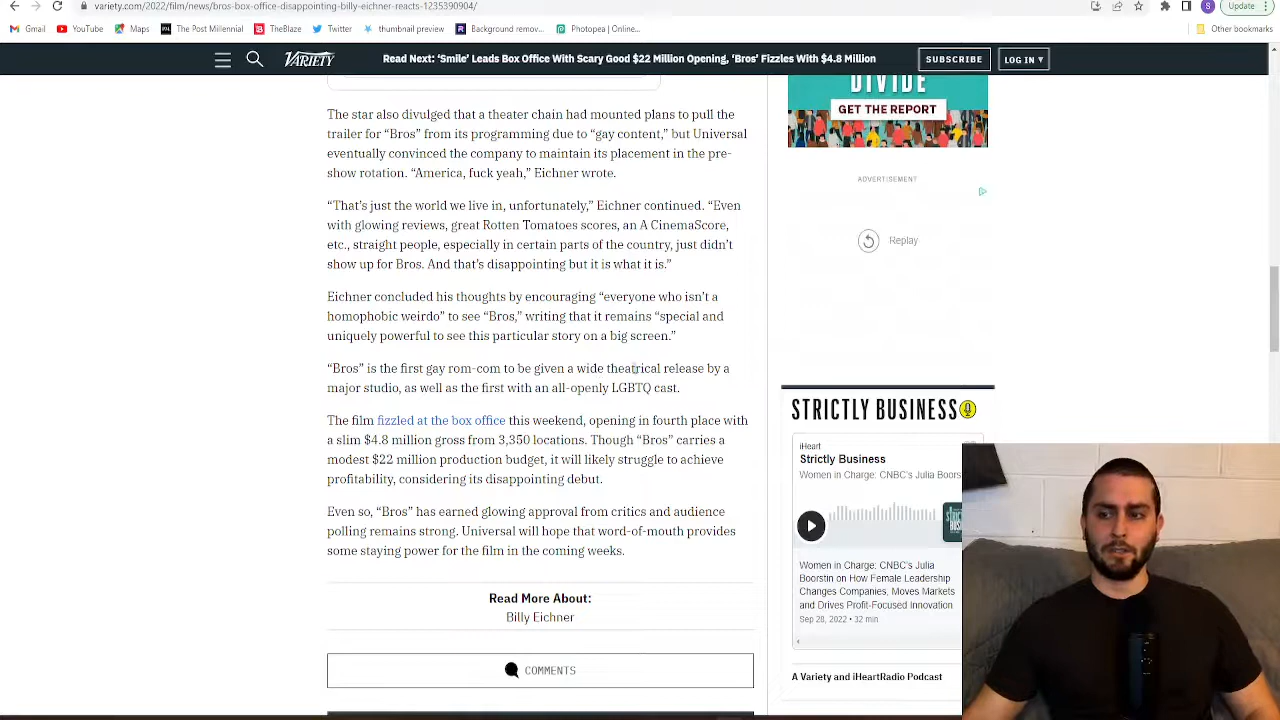 variety.com/2022/film/news/bros-box-office-disappointing-billy-eichner-reacts-1235390904/
S
Update
Gmail
YouTube
Maps
The Post Millennial
TheBlaze
Twitter
thumbnail preview
Background remov...
Photopea | Online...
Other bookmarks
VARIETY
Read Next: ‘Smile’ Leads Box Office With Scary Good $22 Million Opening, ‘Bros’ Fizzles With $4.8 Million
SUBSCRIBE
LOG IN
The star also divulged that a theater chain had mounted plans to pull the
trailer for “Bros” from its programming due to “gay content,” but Universal
eventually convinced the company to maintain its placement in the pre-
show rotation. “America, fuck yeah,” Eichner wrote.
“That’s just the world we live in, unfortunately,” Eichner continued. “Even
with glowing reviews, great Rotten Tomatoes scores, an A CinemaScore,
etc., straight people, especially in certain parts of the country, just didn’t
show up for Bros. And that’s disappointing but it is what it is.”
Eichner concluded his thoughts by encouraging “everyone who isn’t a
homophobic weirdo” to see “Bros,” writing that it remains “special and
uniquely powerful to see this particular story on a big screen.”
“Bros” is the first gay rom-com to be given a wide theatrical release by a
major studio, as well as the first with an all-openly LGBTQ cast.
The film fizzled at the box office this weekend, opening in fourth place with
a slim $4.8 million gross from 3,350 locations. Though “Bros” carries a
modest $22 million production budget, it will likely struggle to achieve
profitability, considering its disappointing debut.
Even so, “Bros” has earned glowing approval from critics and audience
polling remains strong. Universal will hope that word-of-mouth provides
some staying power for the film in the coming weeks.
Read More About:
Billy Eichner
COMMENTS
DIVIDE
GET THE REPORT
ADVERTISEMENT
Replay
STRICTLY BUSINESS
iHeart
Strictly Business
Women in Charge: CNBC's Julia Boors
Women in Charge: CNBC's Julia
Boorstin on How Female Leadership
Changes Companies, Moves Markets
and Drives Profit-Focused Innovation
Sep 28, 2022 • 32 min
A Variety and iHeartRadio Podcast